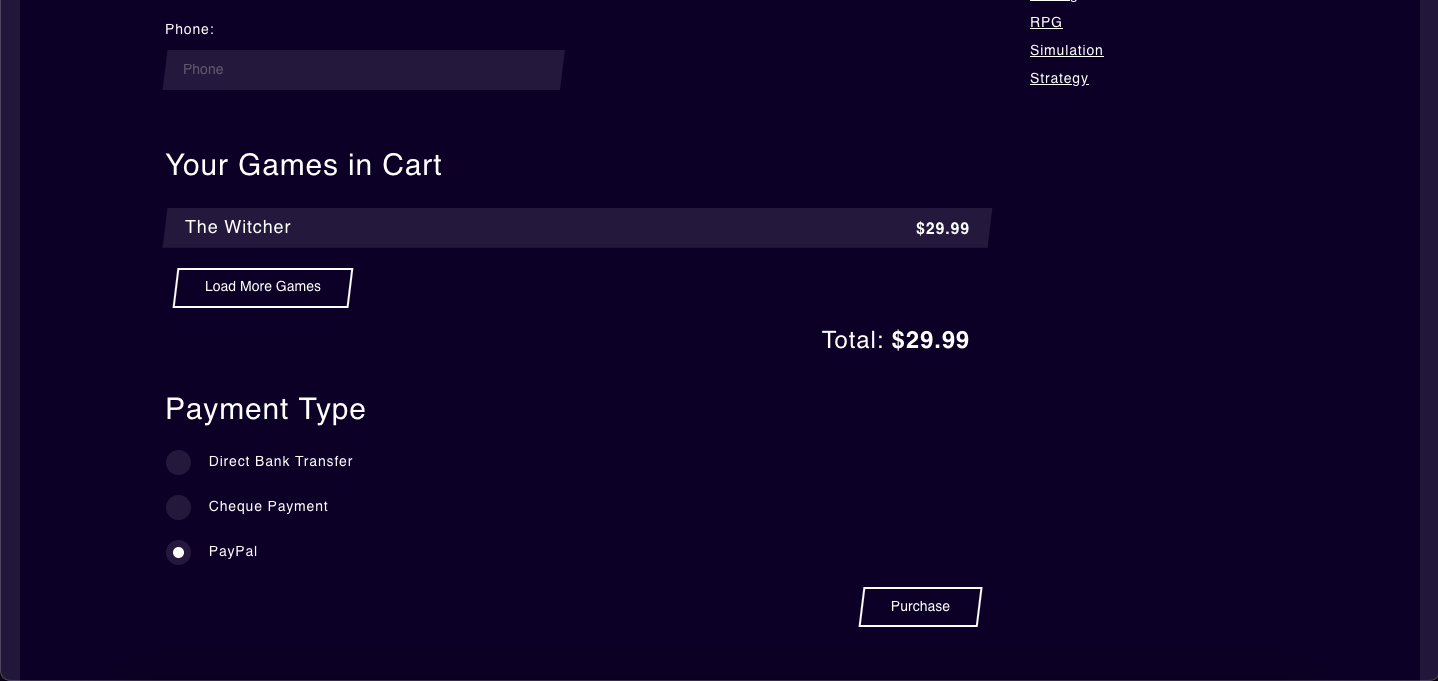 Phone:
Phone
RPG
Simulation
Strategy
Your Games in Cart
The Witcher $29.99
Load More Games
Total: $29.99
Payment Type
Direct Bank Transfer
Cheque Payment
PayPal
Purchase